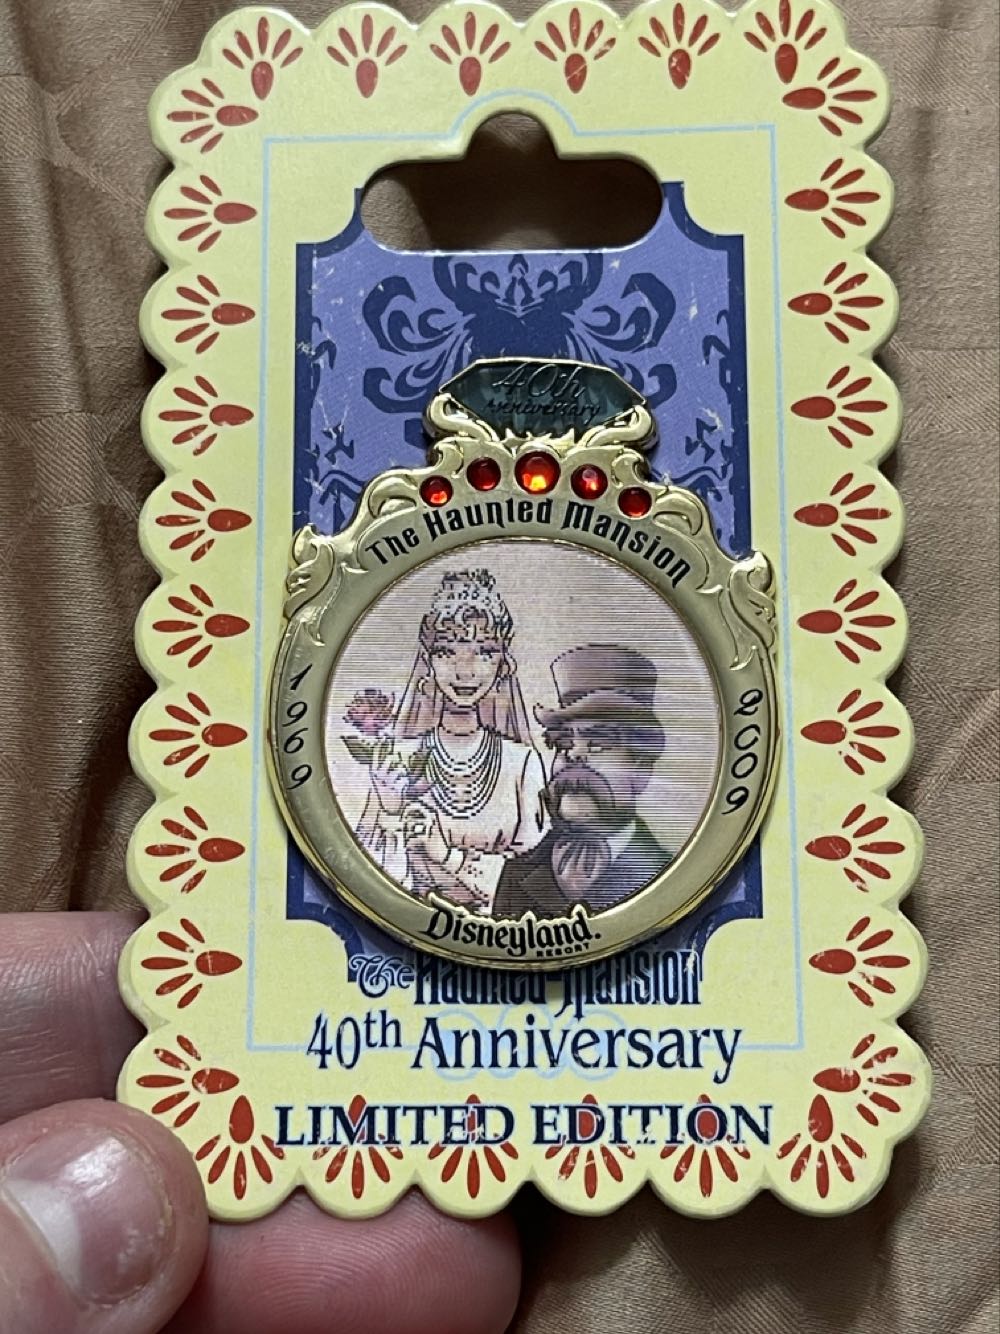 40th
Anniversary
The Haunted Mansion
1969
2009
Disneyland.
RESORT
The Haunted Mansion
40th Anniversary
LIMITED EDITION